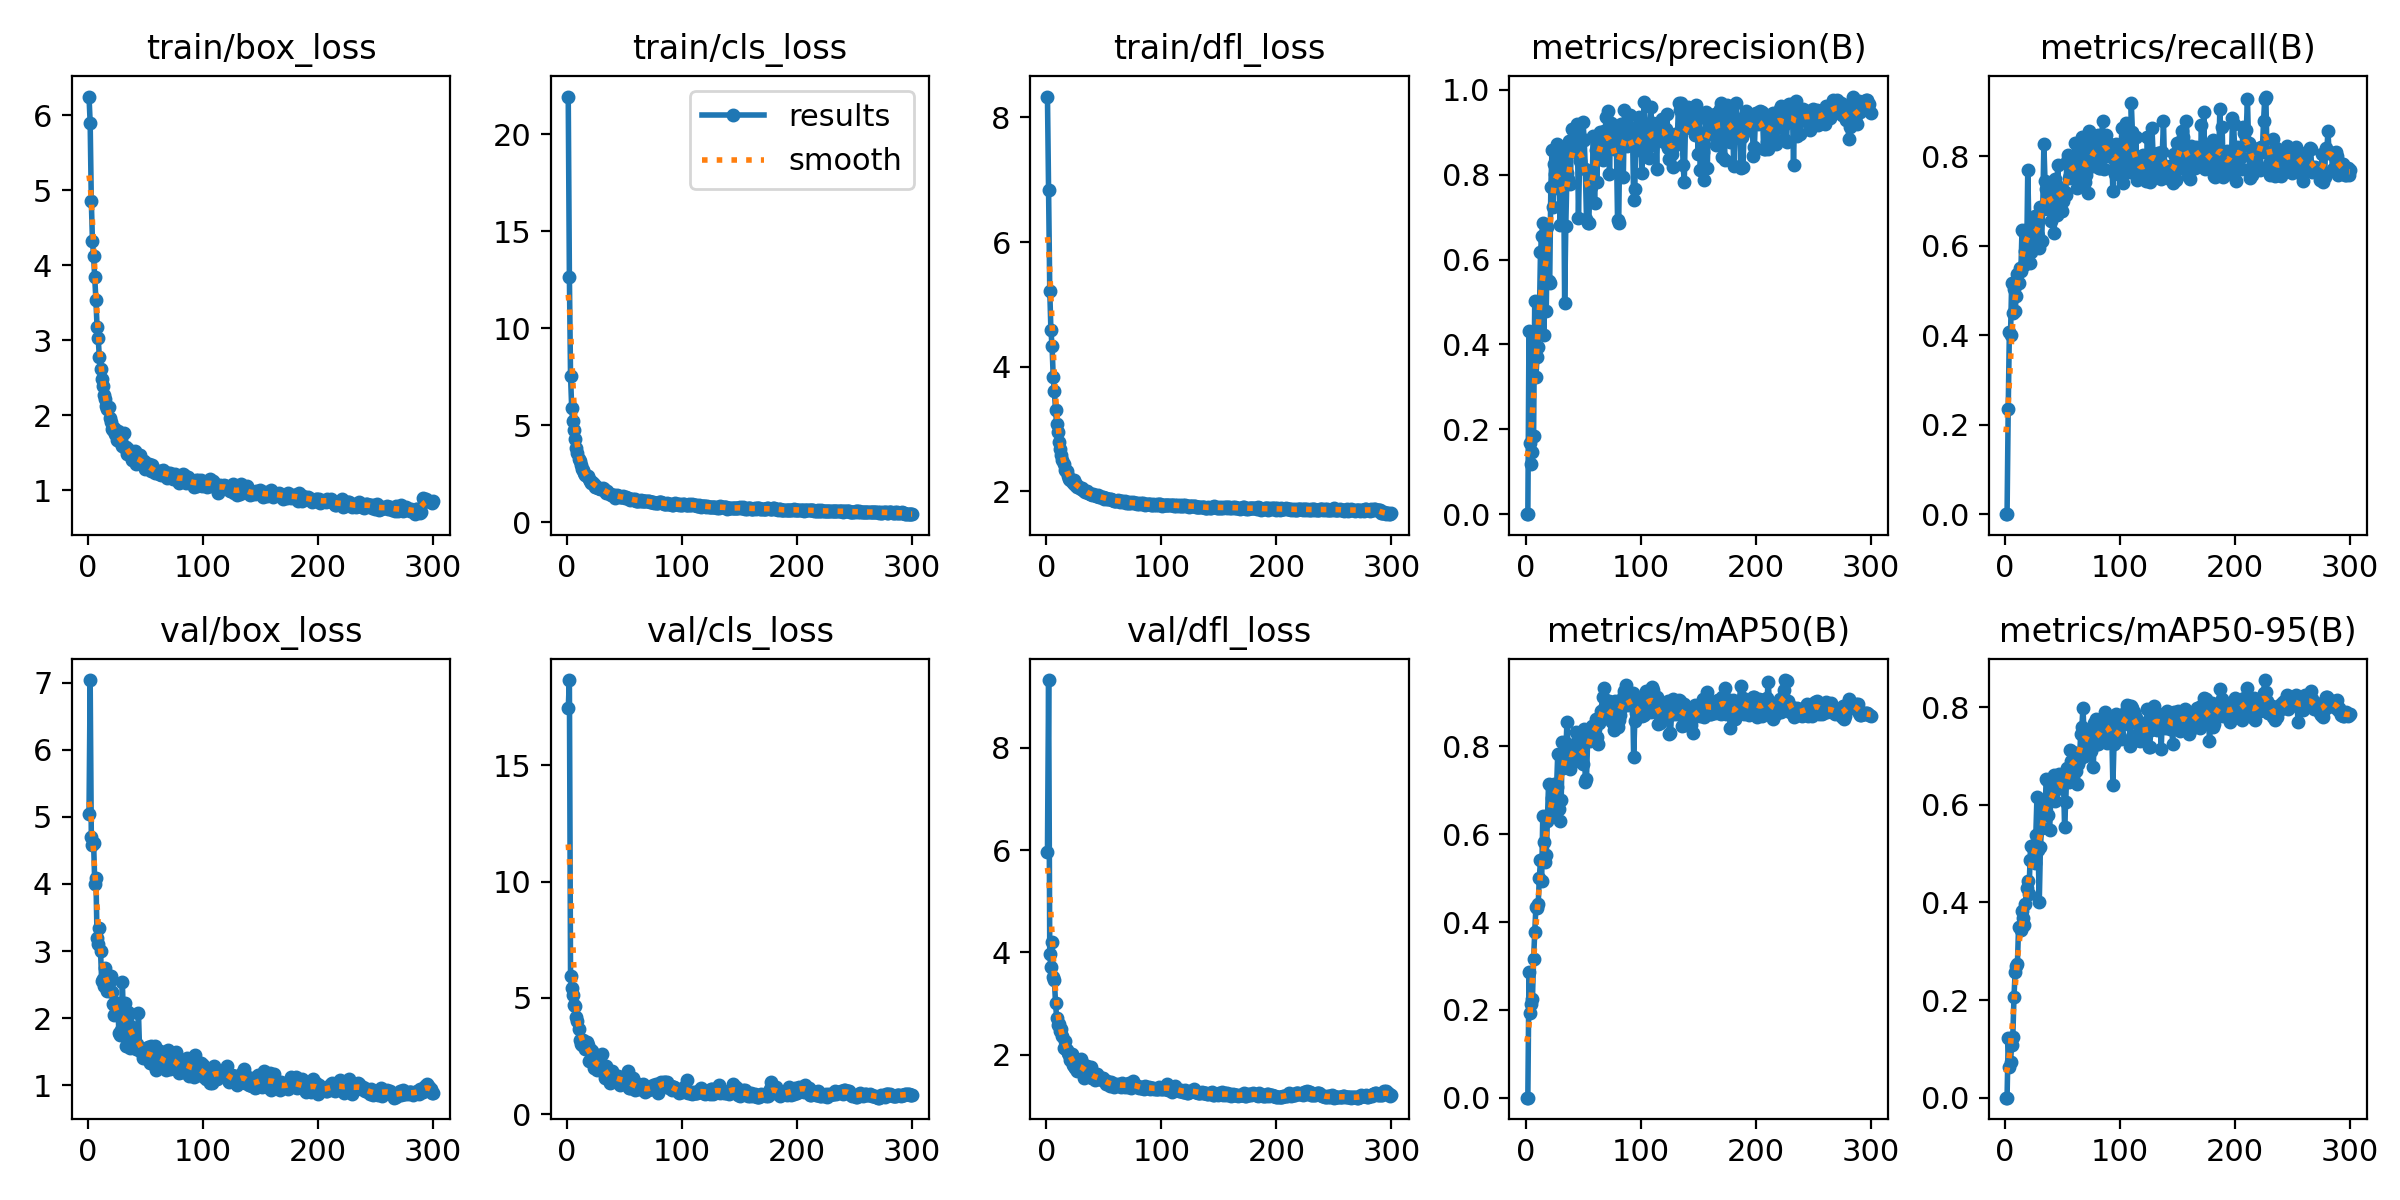 train/box_loss
6
5
4
3
2
1
0 100 200 300
train/cls_loss
results
smooth
20
15
10
5
0
0 100 200 300
train/dfl_loss
8
6
4
2
0 100 200 300
metrics/precision(B)
1.0
0.8
0.6
0.4
0.2
0.0
0 100 200 300
metrics/recall(B)
0.8
0.6
0.4
0.2
0.0
0 100 200 300
val/box_loss
7
6
5
4
3
2
1
0 100 200 300
val/cls_loss
15
10
5
0
0 100 200 300
val/dfl_loss
8
6
4
2
0 100 200 300
metrics/mAP50(B)
0.8
0.6
0.4
0.2
0.0
0 100 200 300
metrics/mAP50-95(B)
0.8
0.6
0.4
0.2
0.0
0 100 200 300